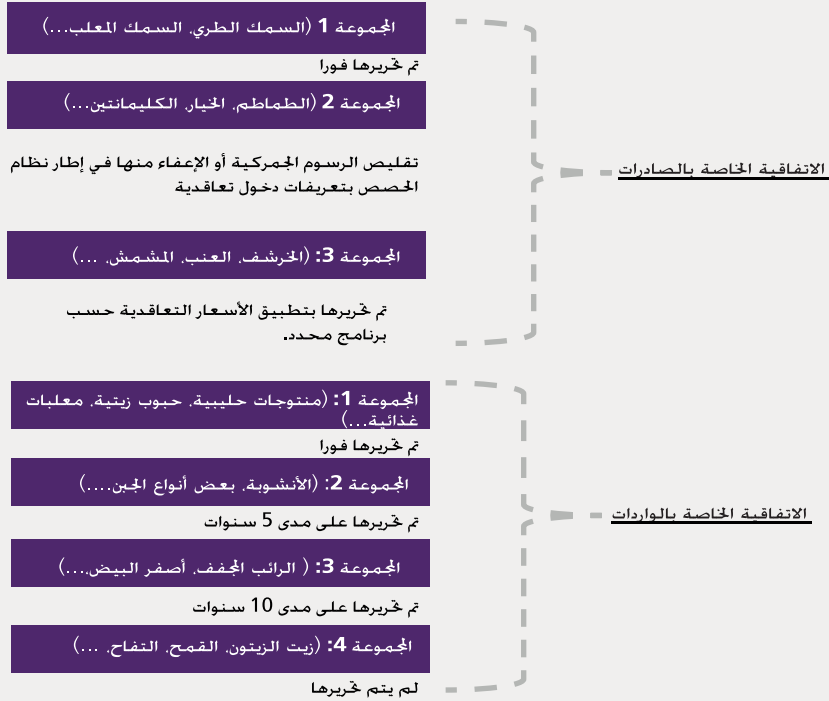 المجموعة 1 (السمك الطري، السمك المعلب...)
تم تحريرها فورا
المجموعة 2 (الطماطم، الخيار، الكليمانتين...)
تقليص الرسوم الجمركية أو الإعفاء منها في إطار نظام
الحصص بتعريفات دخول تعاقدية
الاتفاقية الخاصة بالصادرات
المجموعة 3: (الخرشف، العنب، المشمش، ...)
تم تحريرها بتطبيق الأسعار التعاقدية حسب
برنامج محدد.
المجموعة 1: (منتوجات حليبية، حبوب زيتية، معلبات
غذائية...)
تم تحريرها فورا
المجموعة 2: (الأنشوبة، بعض أنواع الجبن....)
الاتفاقية الخاصة بالواردات
تم تحريرها على مدى 5 سنوات
المجموعة 3: ( الرائب المجفف، أصفر البيض،...)
تم تحريرها على مدى 10 سنوات
المجموعة 4: (زيت الزيتون، القمح، التفاح، ...)
لم يتم تحريرها